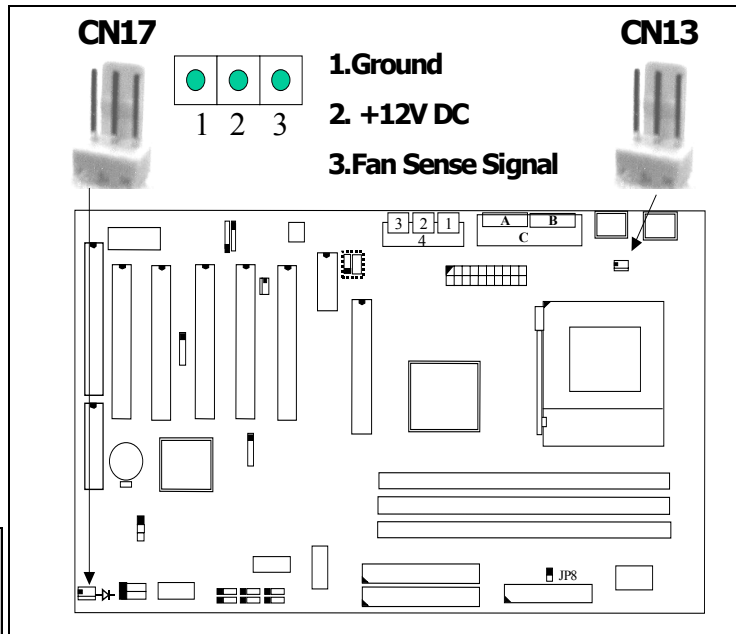 CN17
CN13
1.Ground
2. +12V DC
3.Fan Sense Signal
1 2 3
3 2 1
4
A B
C
JP8